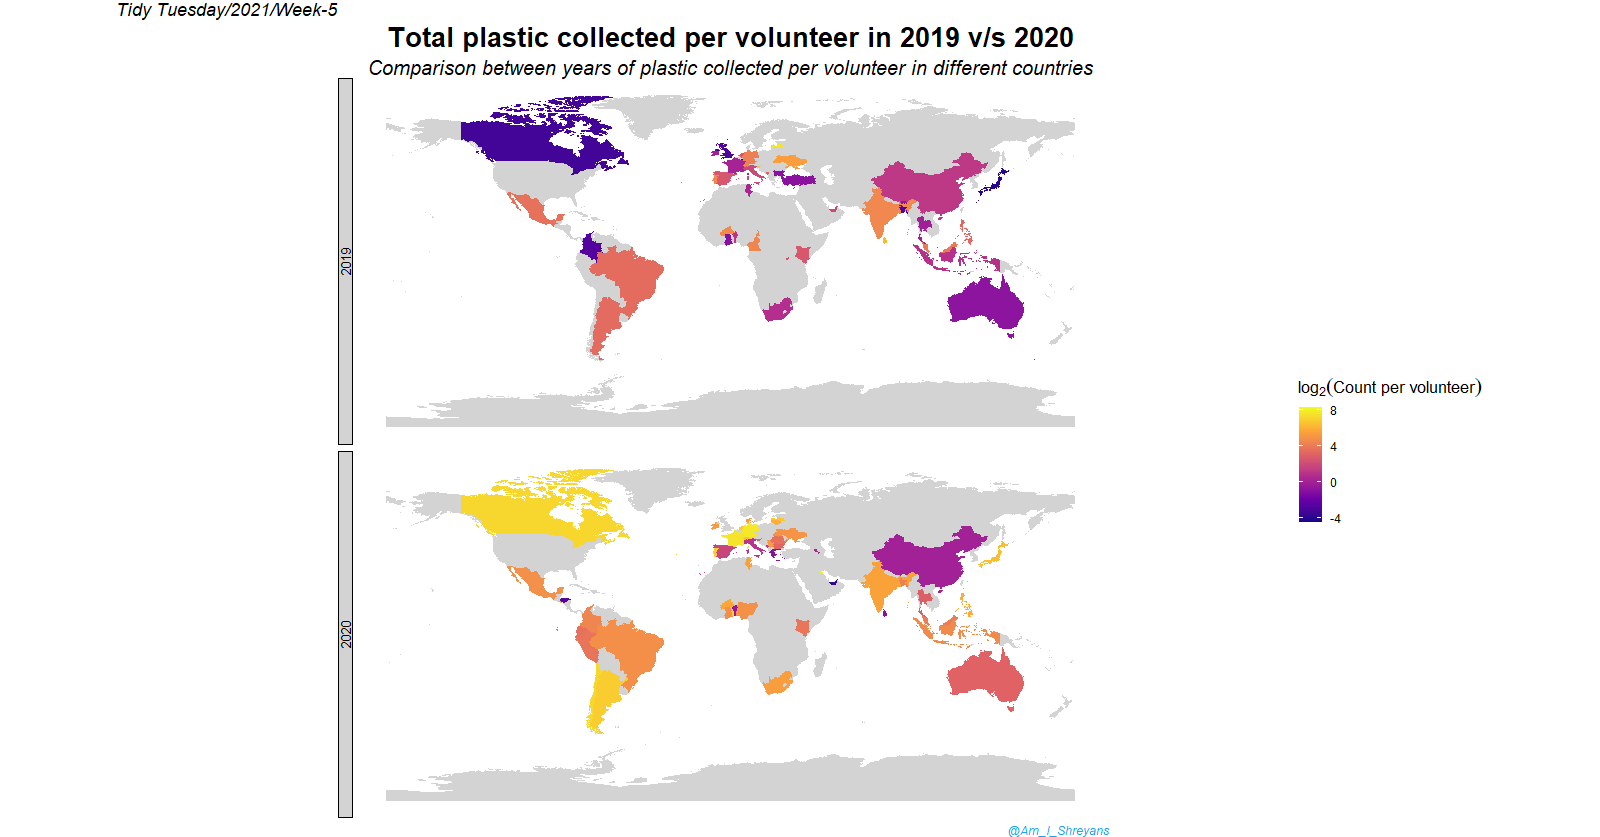 Tidy Tuesday/2021/Week-5
Total plastic collected per volunteer in 2019 v/s 2020
Comparison between years of plastic collected per volunteer in different countries
2019
log₂(Count per volunteer)
8
4
0
-4
2020
@Am_I_Shreyans